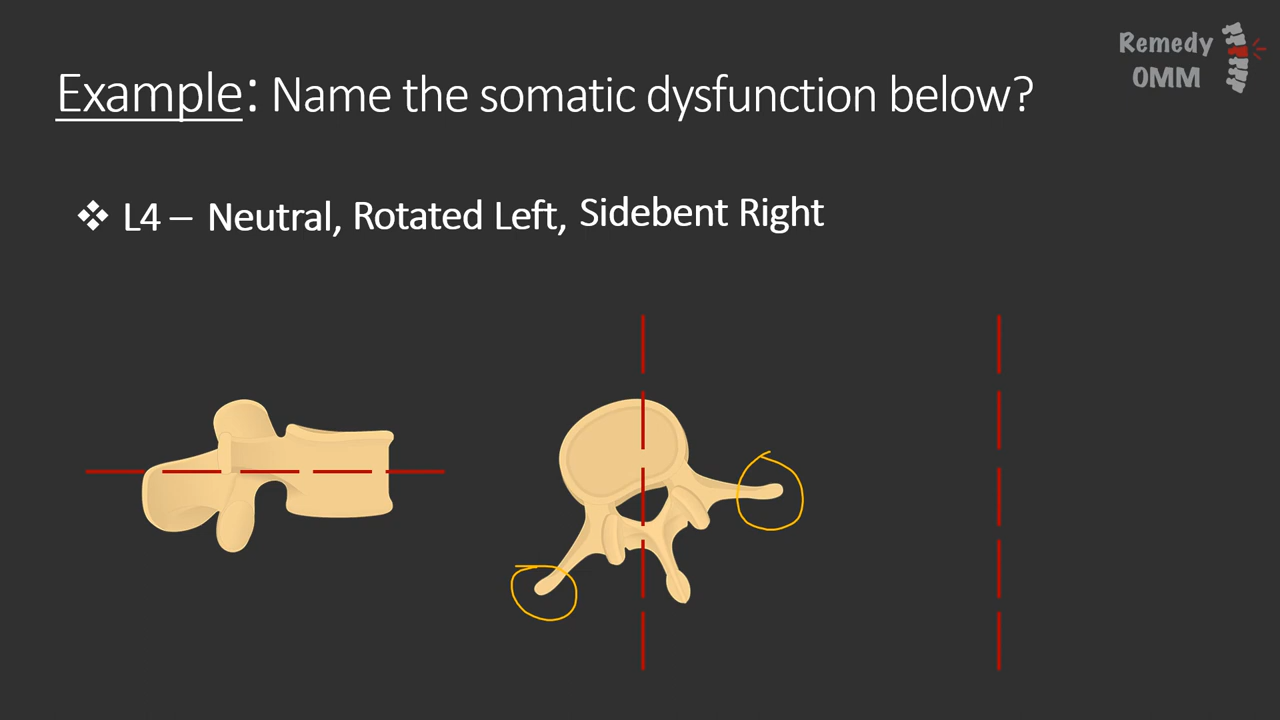 Remedy
OMM
Example: Name the somatic dysfunction below?
❖ L4 – Neutral, Rotated Left, Sidebent Right